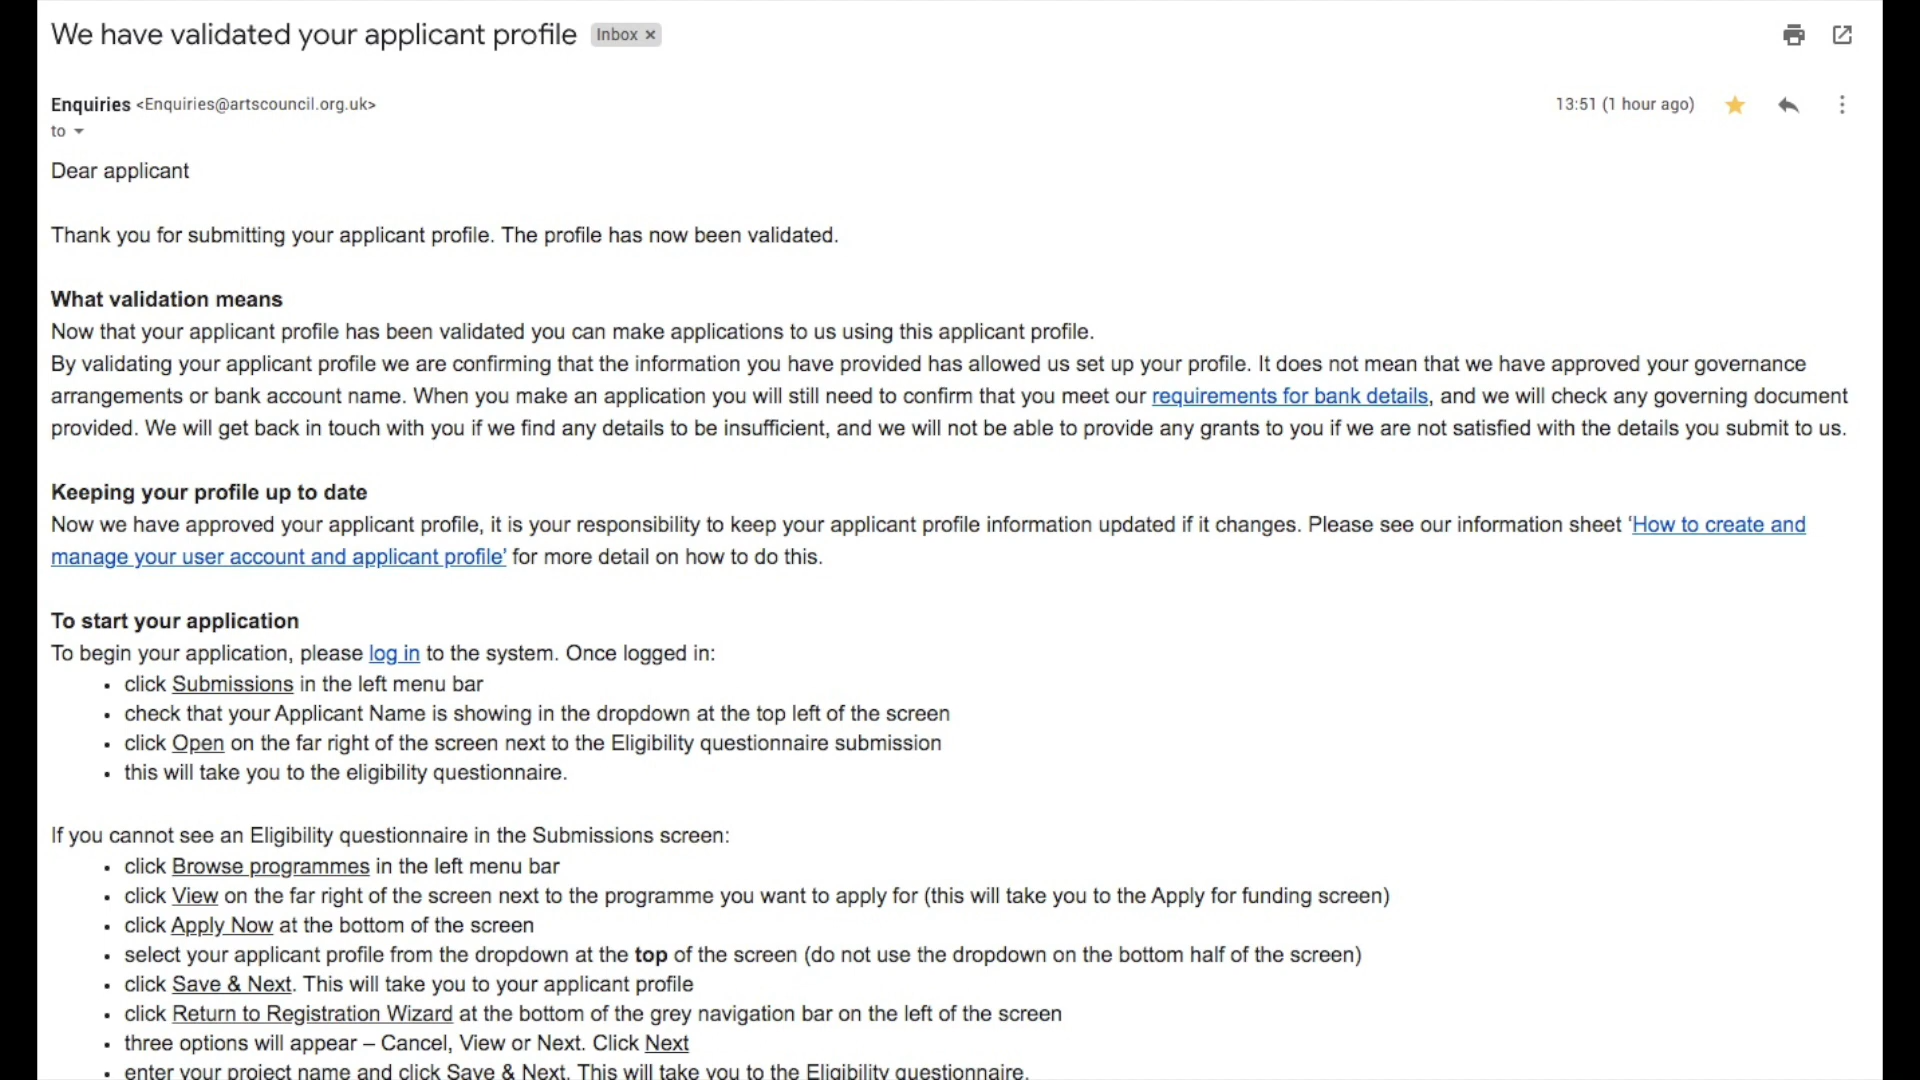 We have validated your applicant profile Inbox ×
Enquiries <Enquiries@artscouncil.org.uk> 13:51 (1 hour ago)
to
Dear applicant
Thank you for submitting your applicant profile. The profile has now been validated.
What validation means
Now that your applicant profile has been validated you can make applications to us using this applicant profile.
By validating your applicant profile we are confirming that the information you have provided has allowed us set up your profile. It does not mean that we have approved your governance
arrangements or bank account name. When you make an application you will still need to confirm that you meet our requirements for bank details, and we will check any governing document
provided. We will get back in touch with you if we find any details to be insufficient, and we will not be able to provide any grants to you if we are not satisfied with the details you submit to us.
Keeping your profile up to date
Now we have approved your applicant profile, it is your responsibility to keep your applicant profile information updated if it changes. Please see our information sheet ‘How to create and
manage your user account and applicant profile’ for more detail on how to do this.
To start your application
To begin your application, please log in to the system. Once logged in:
• click Submissions in the left menu bar
• check that your Applicant Name is showing in the dropdown at the top left of the screen
• click Open on the far right of the screen next to the Eligibility questionnaire submission
• this will take you to the eligibility questionnaire.
If you cannot see an Eligibility questionnaire in the Submissions screen:
• click Browse programmes in the left menu bar
• click View on the far right of the screen next to the programme you want to apply for (this will take you to the Apply for funding screen)
• click Apply Now at the bottom of the screen
• select your applicant profile from the dropdown at the top of the screen (do not use the dropdown on the bottom half of the screen)
• click Save & Next. This will take you to your applicant profile
• click Return to Registration Wizard at the bottom of the grey navigation bar on the left of the screen
• three options will appear – Cancel, View or Next. Click Next
• enter your project name and click Save & Next. This will take you to the Eligibility questionnaire.